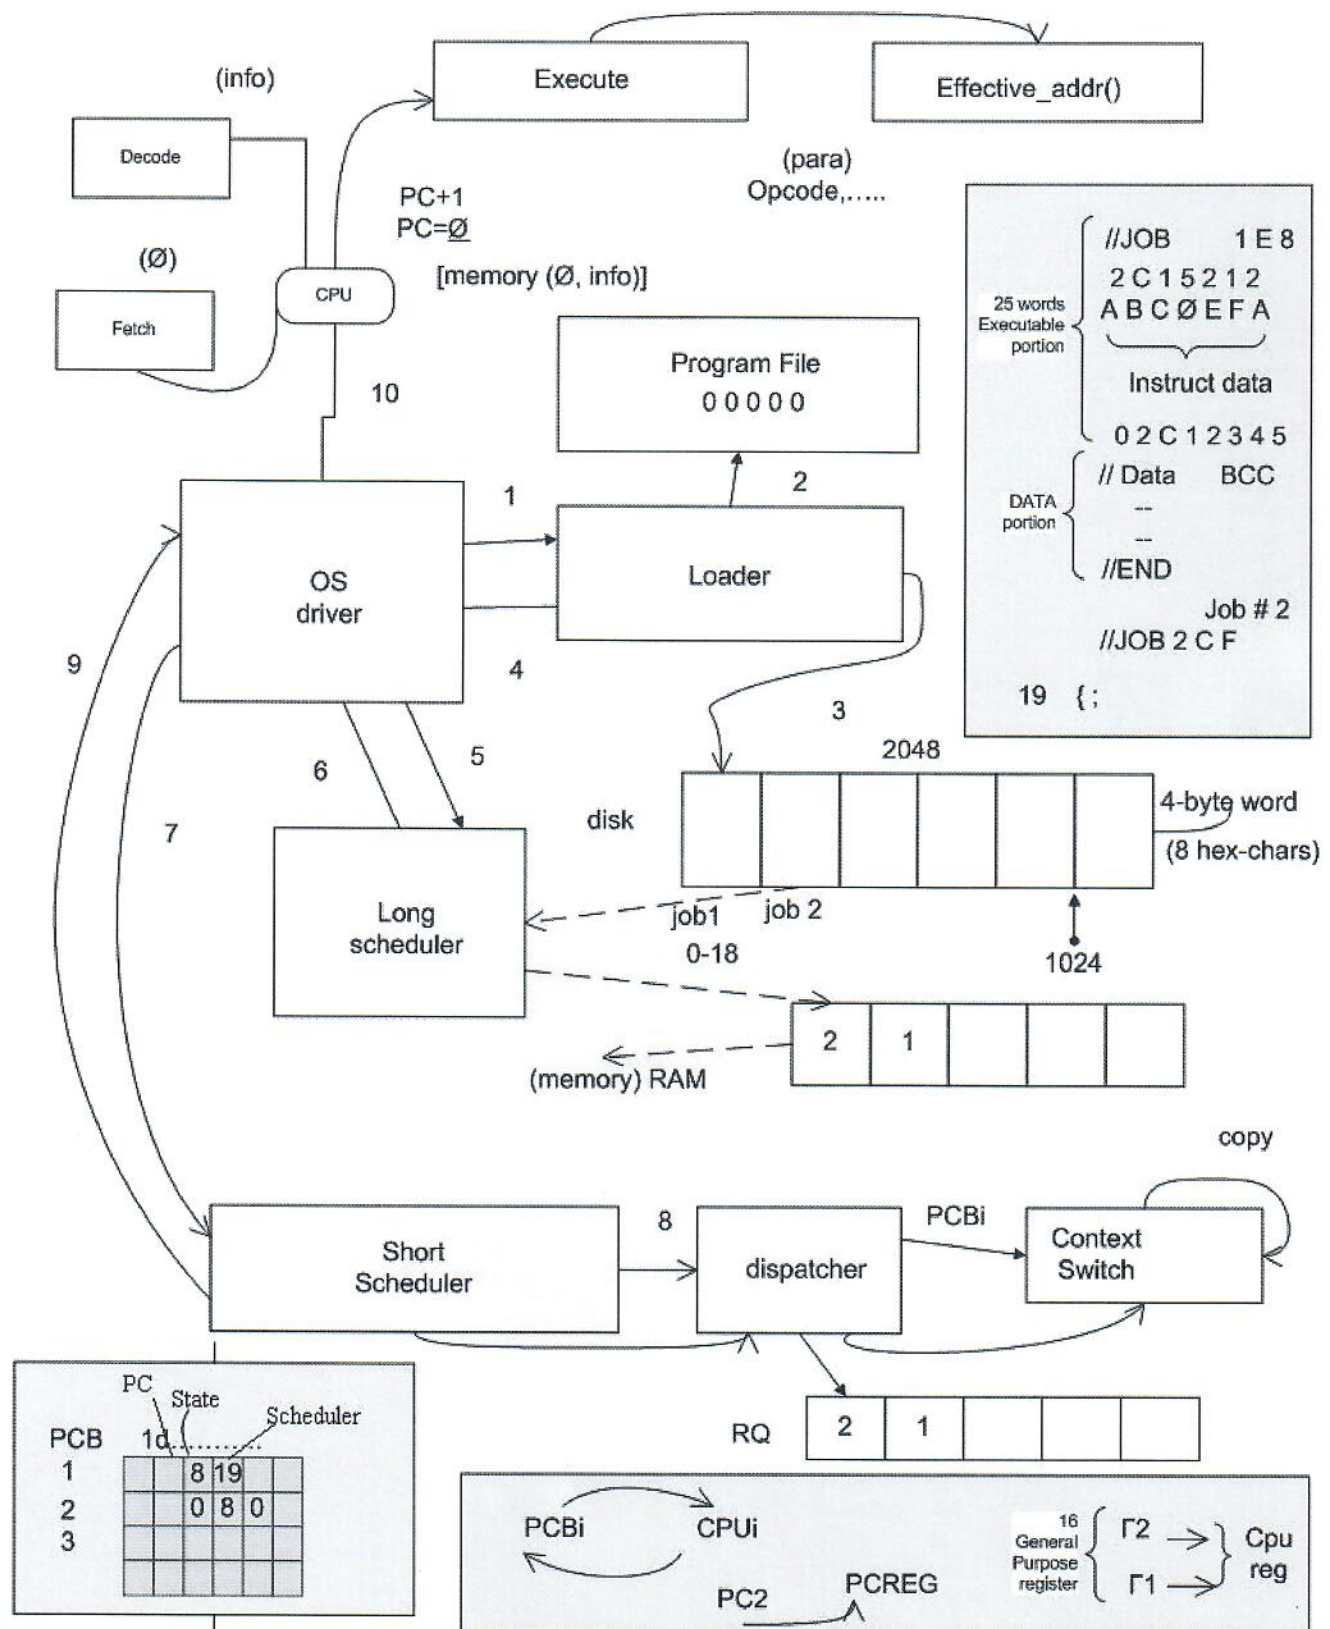 (info)
Execute
Effective_addr()
Decode
(para)
Opcode,.....
PC+1
PC=Ø
(Ø)
[memory (Ø, info)]
CPU
Fetch
10
Program File
0 0 0 0 0
25 words
Executable
portion
//JOB 1 E 8
2 C 1 5 2 1 2
A B C Ø E F A
Instruct data
0 2 C 1 2 3 4 5
DATA
portion
// Data BCC
--
--
//END
Job # 2
//JOB 2 C F
19 { ;
1
2
OS
driver
Loader
9
4
3
6
5
7
2048
disk
4-byte word
(8 hex-chars)
Long
scheduler
job1 job 2
0-18
1024
2 1
(memory) RAM
copy
Short
Scheduler
8
dispatcher
PCBi
Context
Switch
RQ
2 1
PC
State
Scheduler
PCB 1d..............
1 8 19
2 0 8 0
3
PCBi CPUi
PC2 PCREG
16
General
Purpose
register
Γ2
Γ1
Cpu
reg